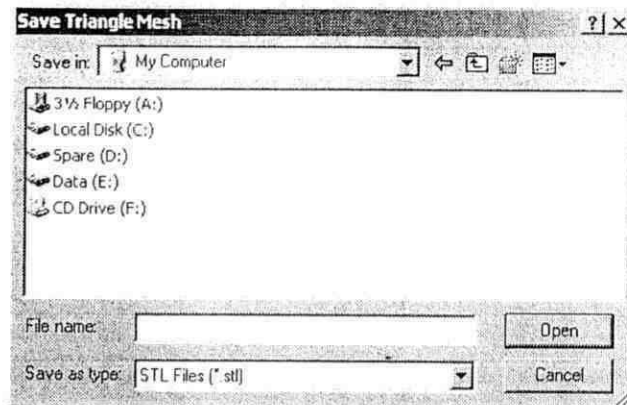 Save Triangle Mesh ? ×
Save in: My Computer
3½ Floppy (A:)
Local Disk (C:)
Spare (D:)
Data (E:)
CD Drive (F:)
File name: Open
Save as type: STL Files (*.stl) Cancel